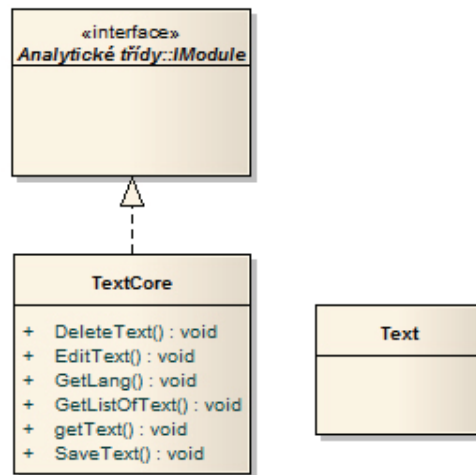 «interface»
Analytické třídy::IModule
TextCore
+ DeleteText() : void
+ EditText() : void
+ GetLang() : void
+ GetListOfText() : void
+ getText() : void
+ SaveText() : void
Text